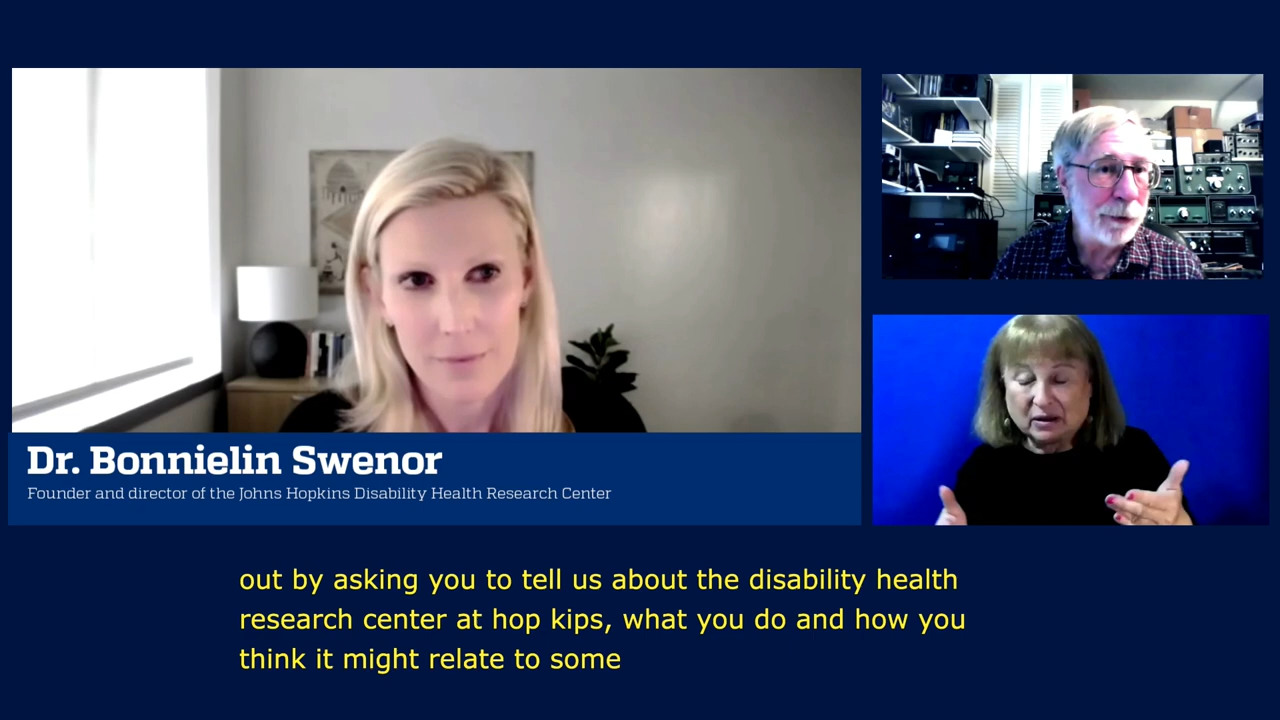 Dr. Bonnielin Swenor
Founder and director of the Johns Hopkins Disability Health Research Center
out by asking you to tell us about the disability health
research center at hop kips, what you do and how you
think it might relate to some